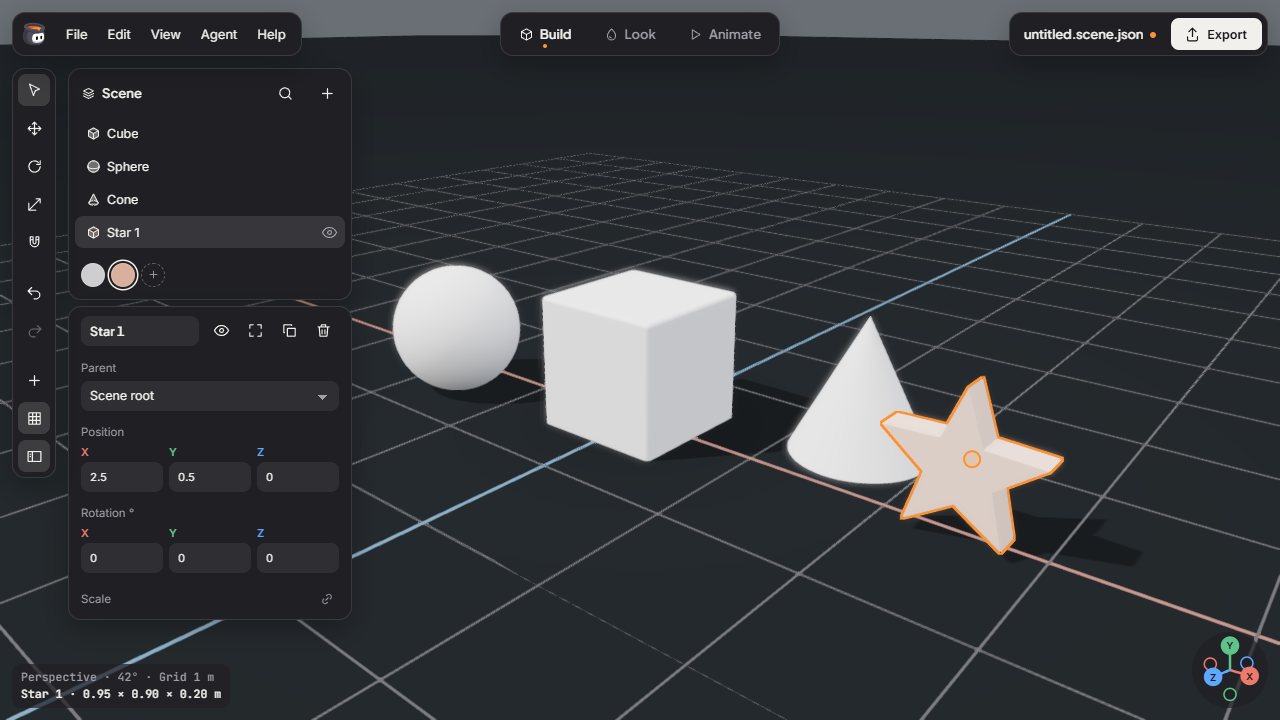 File Edit View Agent Help
Build Look Animate
untitled.scene.json Export
Scene
Cube
Sphere
Cone
Star 1
Star 1
Parent
Scene root
Position
X Y Z
2.5 0.5 0
Rotation °
X Y Z
0 0 0
Scale
Perspective · 42° · Grid 1 m
Star 1 · 0.95 × 0.90 × 0.20 m
Y
Z X